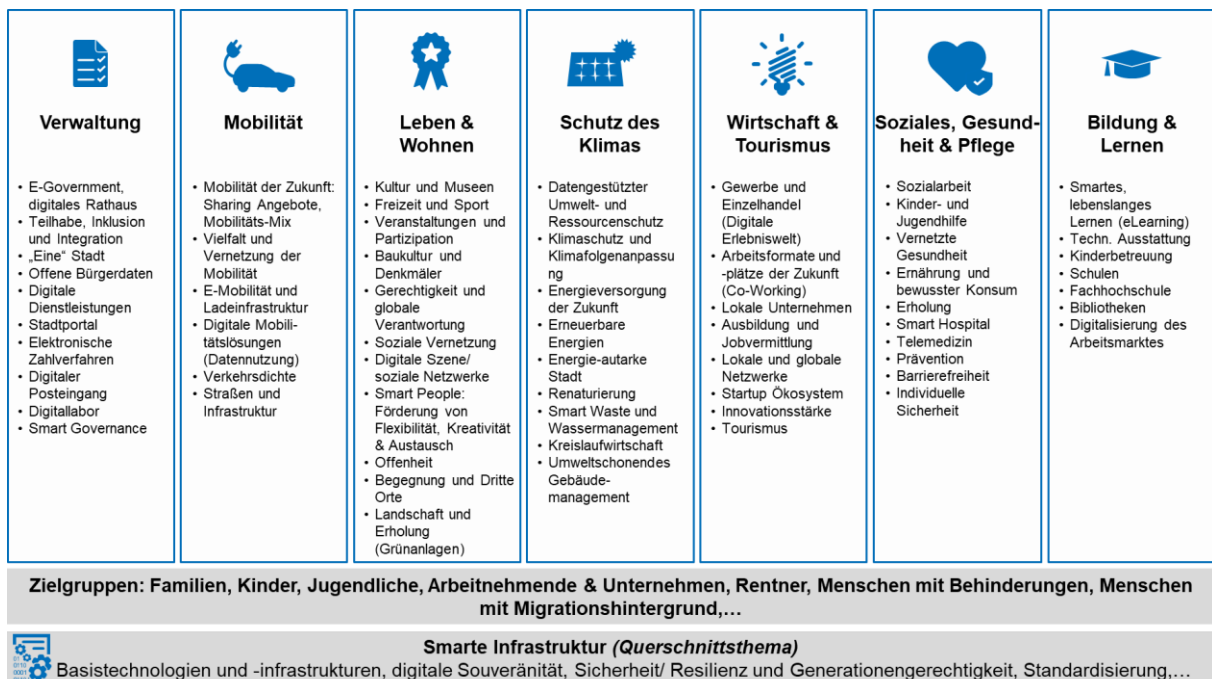 Verwaltung
• E-Government,
digitales Rathaus
• Teilhabe, Inklusion
und Integration
• „Eine“ Stadt
• Offene Bürgerdaten
• Digitale
Dienstleistungen
• Stadtportal
• Elektronische
Zahlverfahren
• Digitaler
Posteingang
• Digitallabor
• Smart Governance
Mobilität
• Mobilität der Zukunft:
Sharing Angebote,
Mobilitäts-Mix
• Vielfalt und
Vernetzung der
Mobilität
• E-Mobilität und
Ladeinfrastruktur
• Digitale Mobili-
tätslösungen
(Datennutzung)
• Verkehrsdichte
• Straßen und
Infrastruktur
Leben &
Wohnen
• Kultur und Museen
• Freizeit und Sport
• Veranstaltungen und
Partizipation
• Baukultur und
Denkmäler
• Gerechtigkeit und
globale
Verantwortung
• Soziale Vernetzung
• Digitale Szene/
soziale Netzwerke
• Smart People:
Förderung von
Flexibilität, Kreativität
& Austausch
• Offenheit
• Begegnung und Dritte
Orte
• Landschaft und
Erholung
(Grünanlagen)
Schutz des
Klimas
• Datengestützter
Umwelt- und
Ressourcenschutz
• Klimaschutz und
Klimafolgenanpassu
ng
• Energieversorgung
der Zukunft
• Erneuerbare
Energien
• Energie-autarke
Stadt
• Renaturierung
• Smart Waste und
Wassermanagement
• Kreislaufwirtschaft
• Umweltschonendes
Gebäude-
management
Wirtschaft &
Tourismus
• Gewerbe und
Einzelhandel
(Digitale
Erlebniswelt)
• Arbeitsformate und
-plätze der Zukunft
(Co-Working)
• Lokale Unternehmen
• Ausbildung und
Jobvermittlung
• Lokale und globale
Netzwerke
• Startup Ökosystem
• Innovationsstärke
• Tourismus
Soziales, Gesund-
heit & Pflege
• Sozialarbeit
• Kinder- und
Jugendhilfe
• Vernetzte
Gesundheit
• Ernährung und
bewusster Konsum
• Erholung
• Smart Hospital
• Telemedizin
• Prävention
• Barrierefreiheit
• Individuelle
Sicherheit
Bildung &
Lernen
• Smartes,
lebenslanges
Lernen (eLearning)
• Techn. Ausstattung
• Kinderbetreuung
• Schulen
• Fachhochschule
• Bibliotheken
• Digitalisierung des
Arbeitsmarktes
Zielgruppen: Familien, Kinder, Jugendliche, Arbeitnehmende & Unternehmen, Rentner, Menschen mit Behinderungen, Menschen
mit Migrationshintergrund,…
Smarte Infrastruktur (Querschnittsthema)
Basistechnologien und -infrastrukturen, digitale Souveränität, Sicherheit/ Resilienz und Generationengerechtigkeit, Standardisierung,…